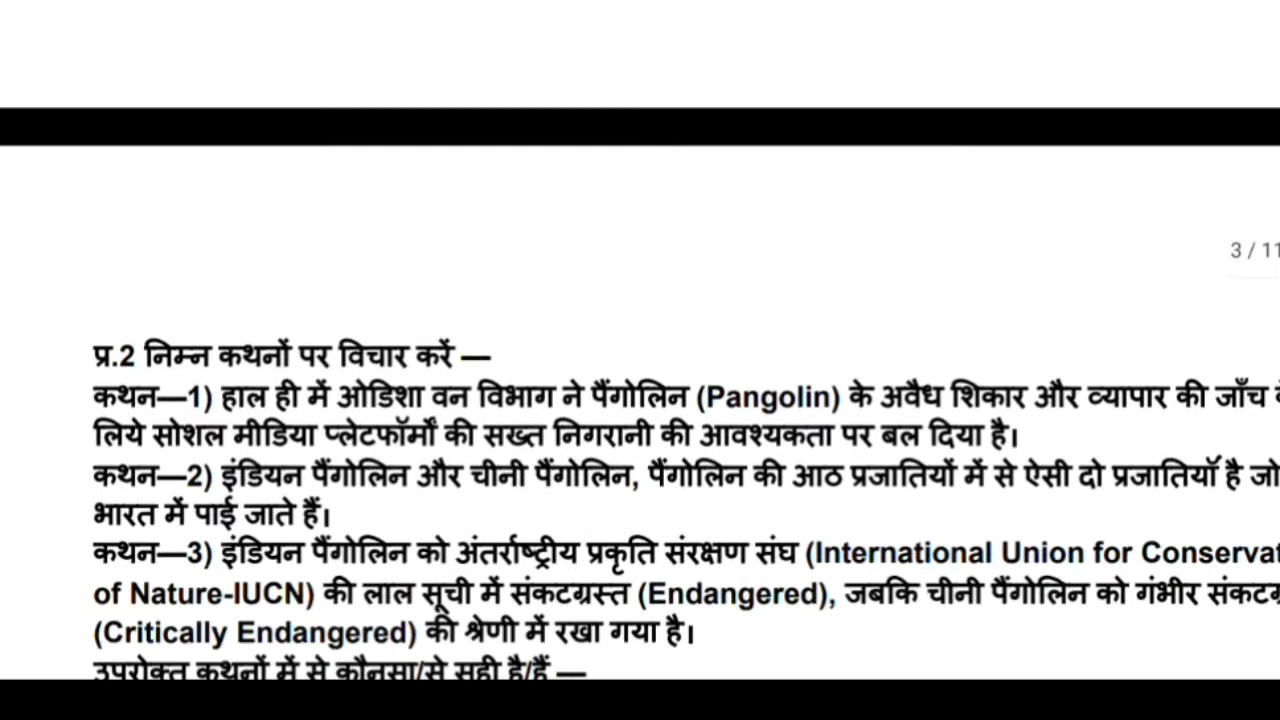 3 / 11
प्र.2 निम्न कथनों पर विचार करें —
कथन—1) हाल ही में ओडिशा वन विभाग ने पैंगोलिन (Pangolin) के अवैध शिकार और व्यापार की जाँच
लिये सोशल मीडिया प्लेटफॉर्मों की सख्त निगरानी की आवश्यकता पर बल दिया है।
कथन—2) इंडियन पैंगोलिन और चीनी पैंगोलिन, पैंगोलिन की आठ प्रजातियों में से ऐसी दो प्रजातियाॅं है जो
भारत में पाई जाते हैं।
कथन—3) इंडियन पैंगोलिन को अंतर्राष्ट्रीय प्रकृति संरक्षण संघ (International Union for
of Nature-IUCN) की लाल सूची में संकटग्रस्त (Endangered), जबकि चीनी पैंगोलिन को गंभीर
(Critically Endangered) की श्रेणी में रखा गया है।
उपरोक्त कथनों में से कौनसा/से सही है/हैं —